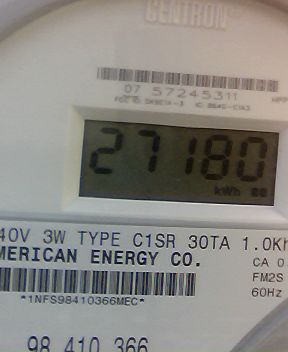 CENTRON
07 57245311
27180
kWh
40V 3W TYPE C1SR 30TA 1.0Kh
MERICAN ENERGY CO.
CA 0.
FM2S
*1NFS98410366MEC*
60Hz
98 410 366